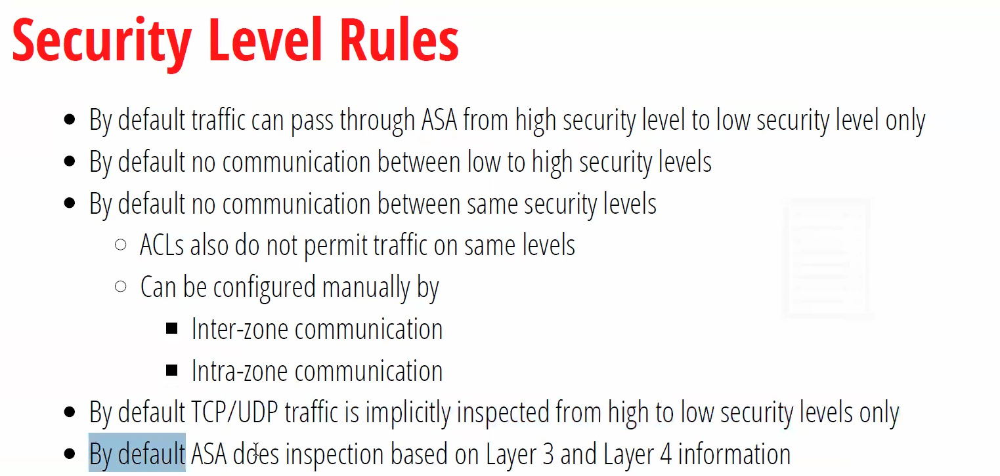 Security Level Rules
By default traffic can pass through ASA from high security level to low security level only
By default no communication between low to high security levels
By default no communication between same security levels
ACLs also do not permit traffic on same levels
Can be configured manually by
Inter-zone communication
Intra-zone communication
By default TCP/UDP traffic is implicitly inspected from high to low security levels only
By default ASA does inspection based on Layer 3 and Layer 4 information